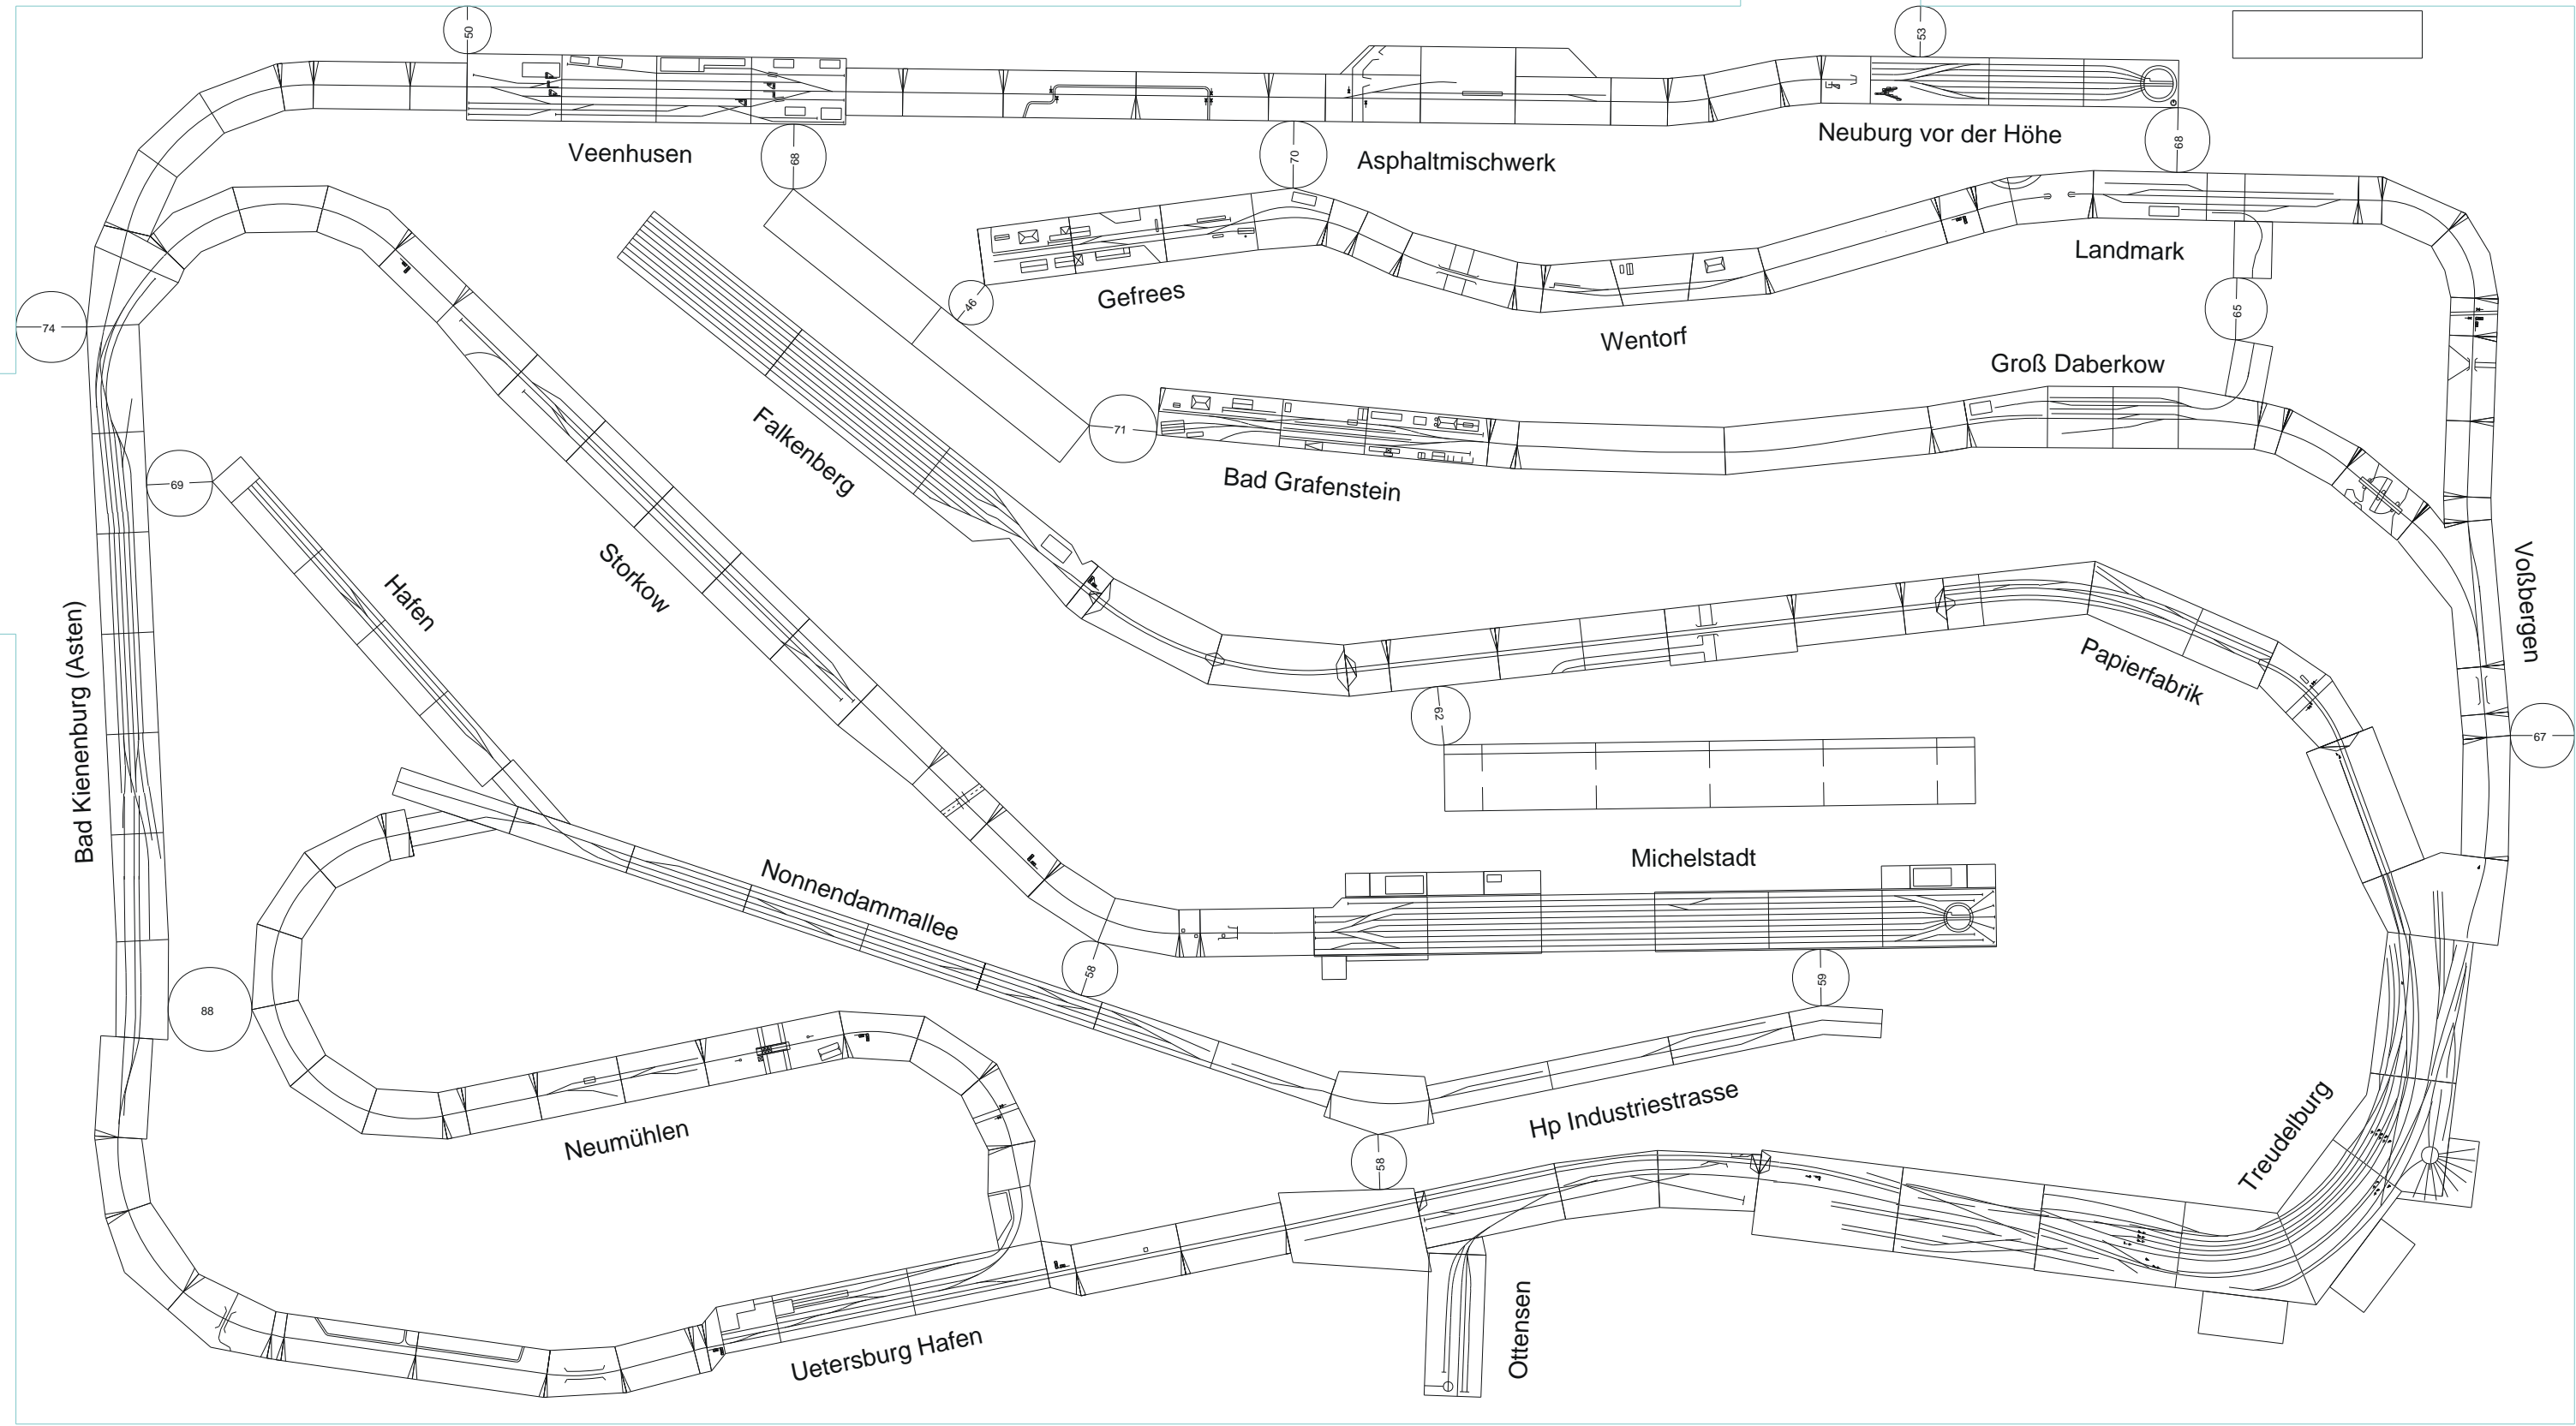 50
53
Veenhusen
68
70
Asphaltmischwerk
Neuburg vor der Höhe
68
Landmark
46
Gefrees
74
65
Wentorf
Groß Daberkow
Falkenberg
71
Bad Grafenstein
69
Hafen
Storkow
Voßbergen
Papierfabrik
62
67
Bad Kienenburg (Asten)
Michelstadt
Nonnendammallee
58
59
88
Hp Industriestrasse
Neumühlen
58
Treudelburg
Uetersburg Hafen
Ottensen